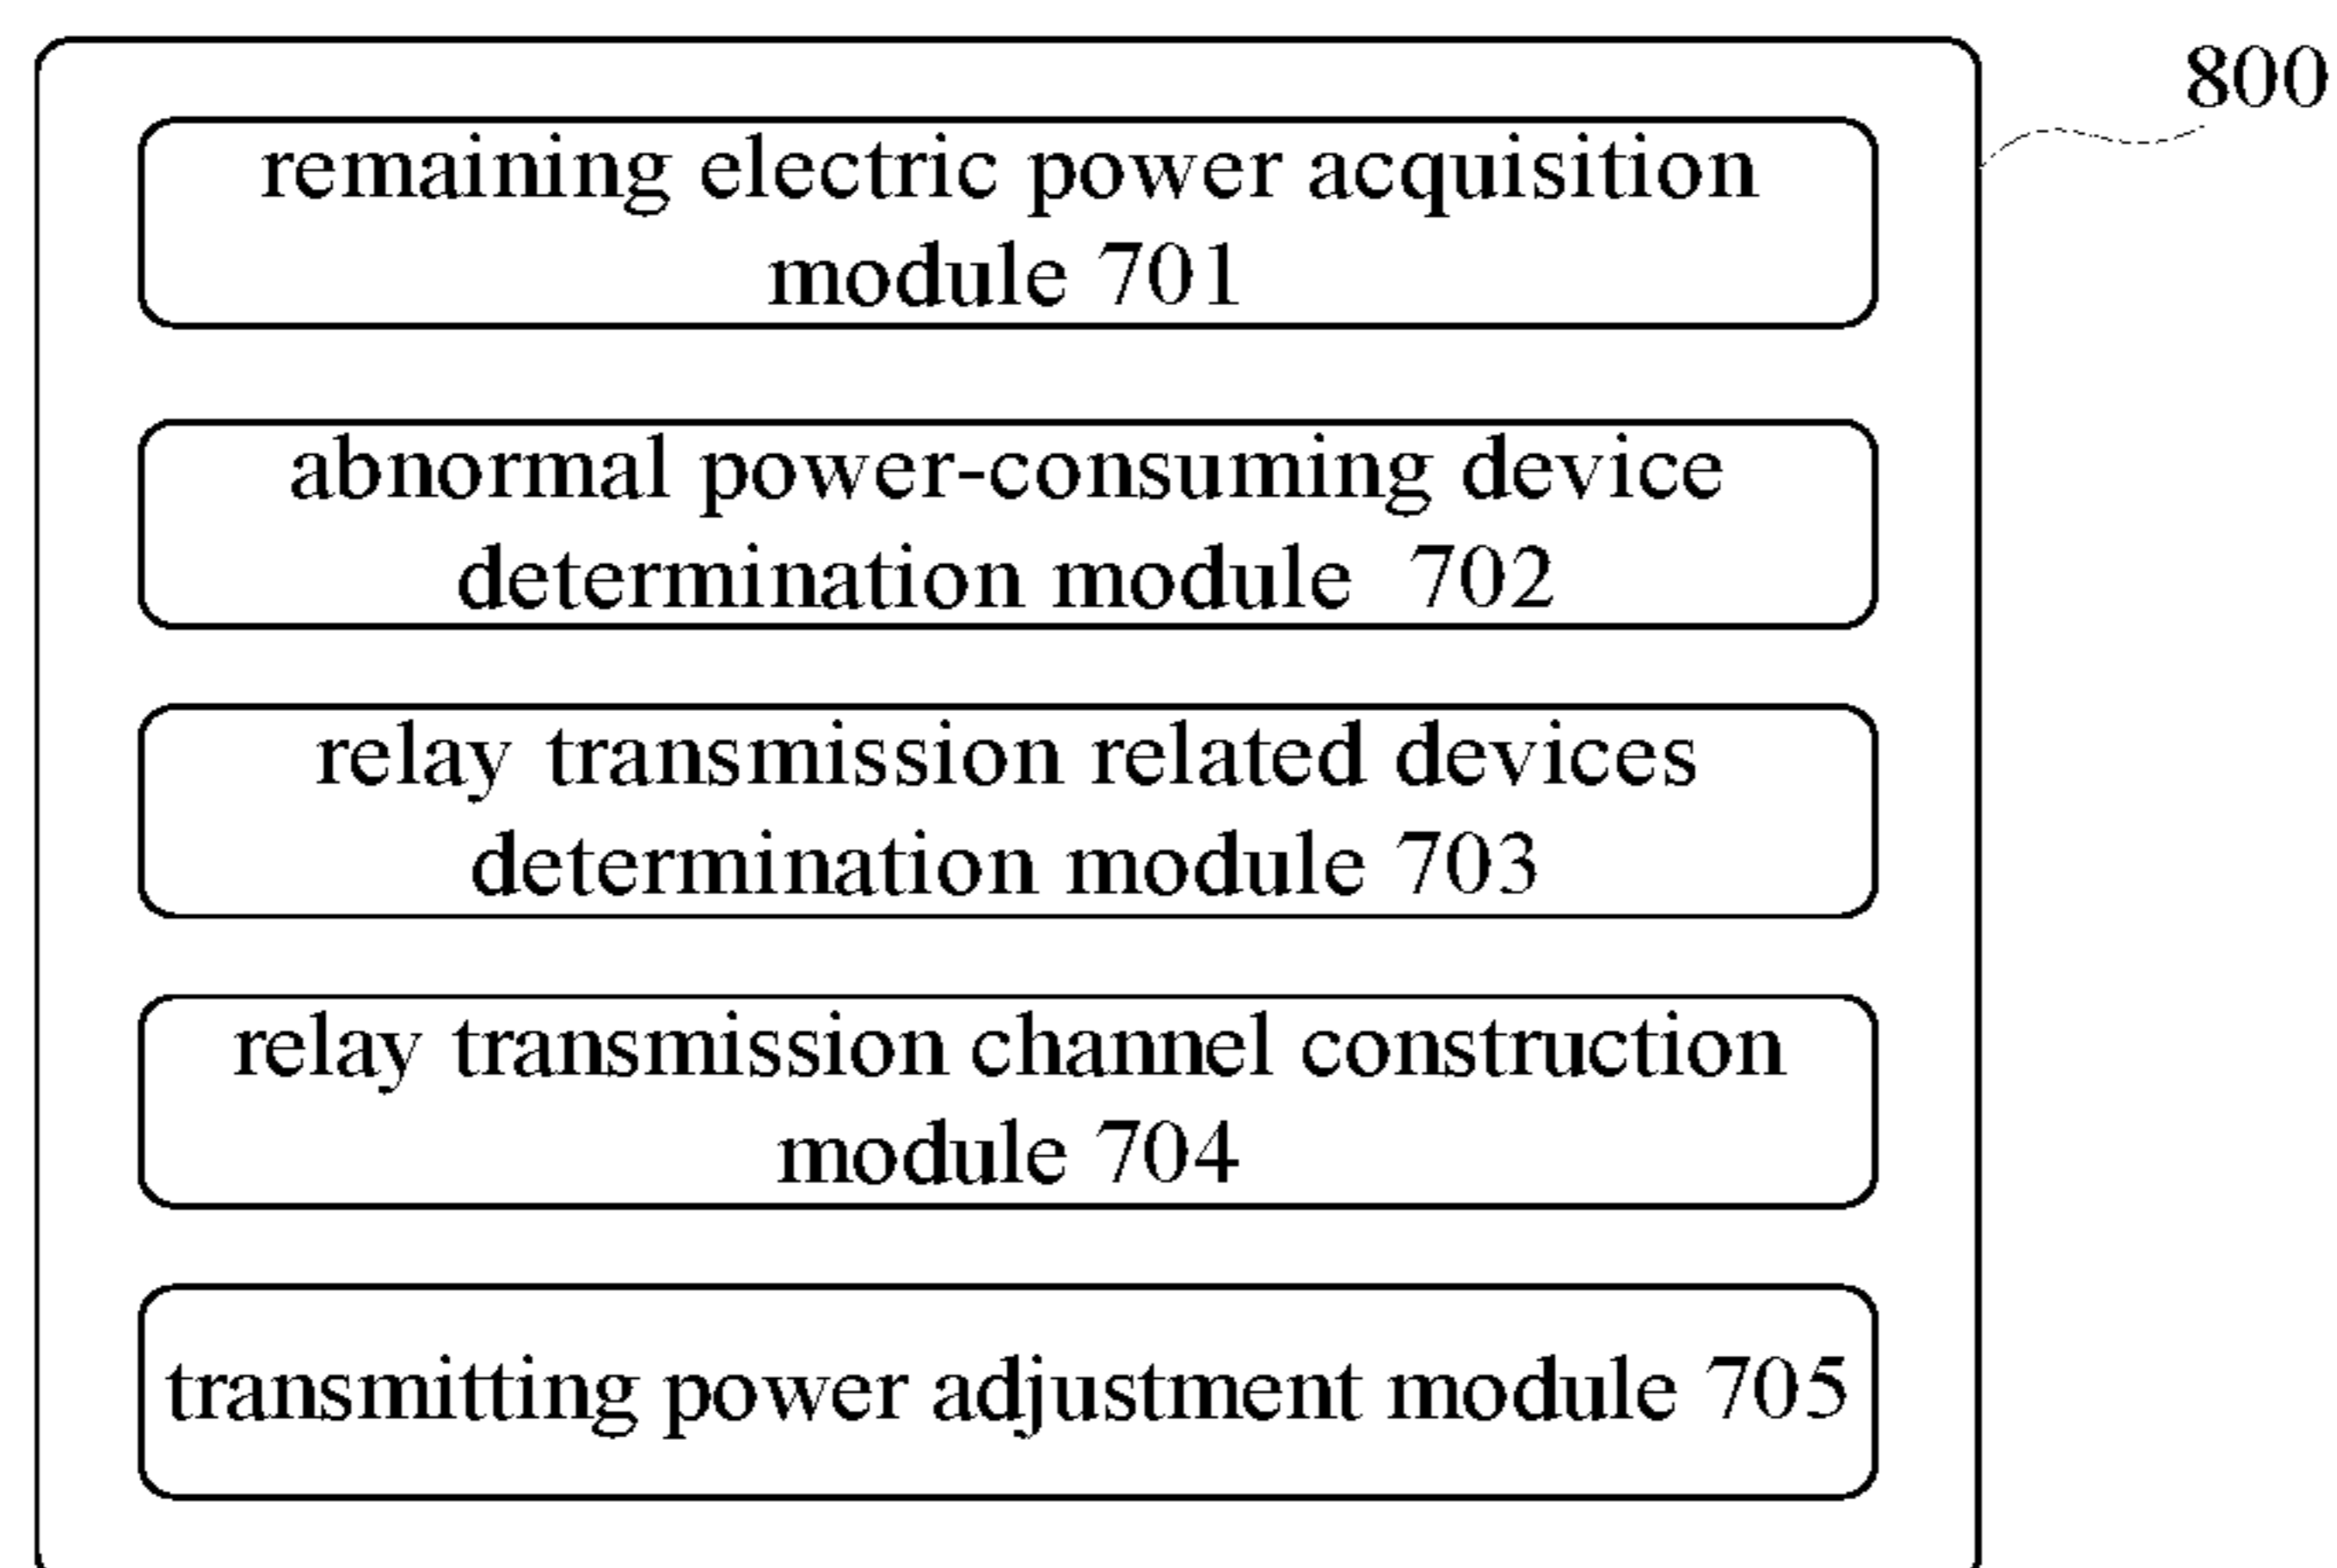 800
remaining electric power acquisition
module 701
abnormal power-consuming device
determination module 702
relay transmission related devices
determination module 703
relay transmission channel construction
module 704
transmitting power adjustment module 705